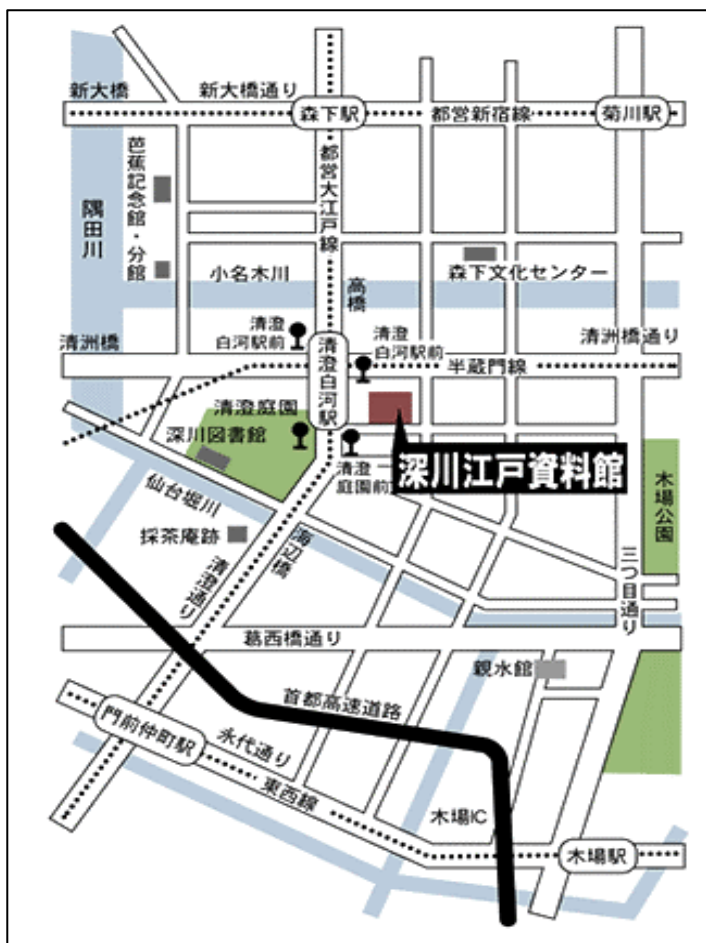 新大橋
新大橋通り
森下駅
都営新宿線
菊川駅
芭蕉記念館・分館
都営大江戸線
隅田川
小名木川
高橋
森下文化センター
清洲橋
清澄
白河駅前
清澄白河駅
清澄
白河駅前
清洲橋通り
半蔵門線
清澄庭園
深川図書館
清澄
庭園前
深川江戸資料館
木場公園
仙台堀川
採茶庵跡
海辺橋
清澄通り
三つ目通り
葛西橋通り
親水館
首都高速道路
門前仲町駅
永代通り
東西線
木場IC
木場駅